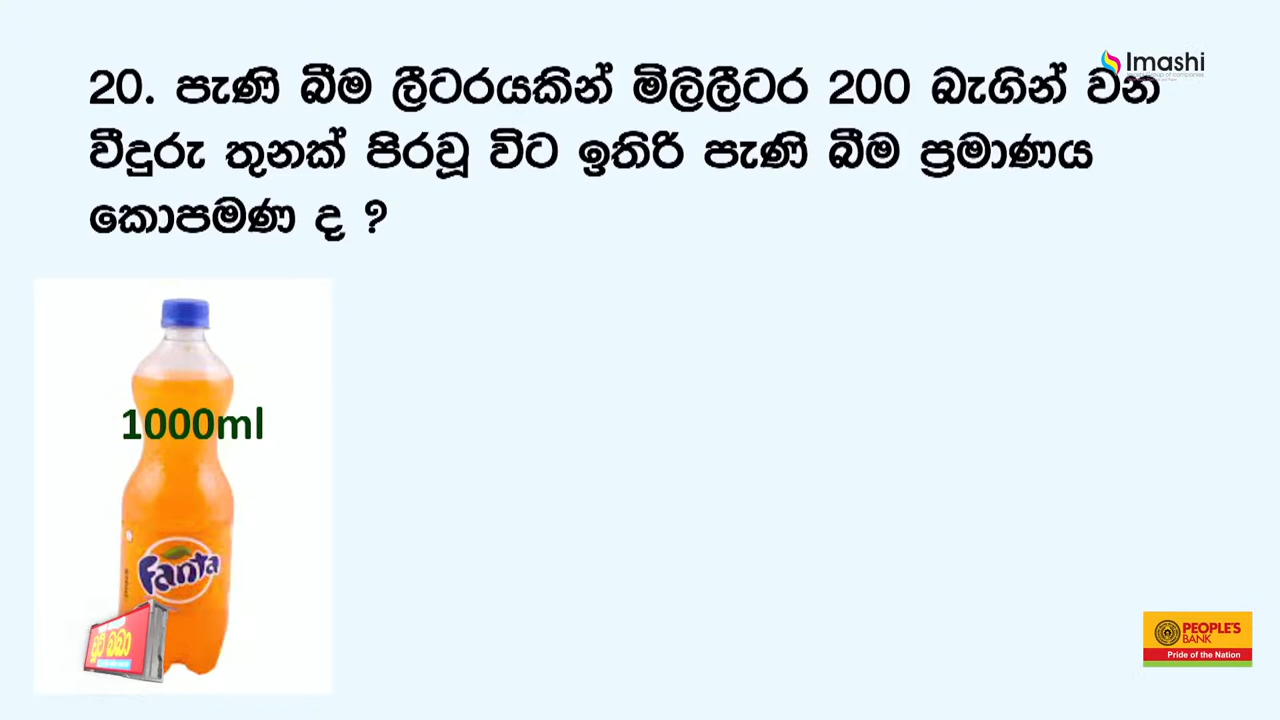 20. පැණි බීම ලීටරයකින් මිලිලීටර 200 බැගින් වන
වීදුරු තුනක් පිරවූ විට ඉතිරි පැණි බීම ප්‍රමාණය
කොපමණ ද ?
Imashi
1000ml
Fanta
PEOPLE'S
BANK
Pride of the Nation